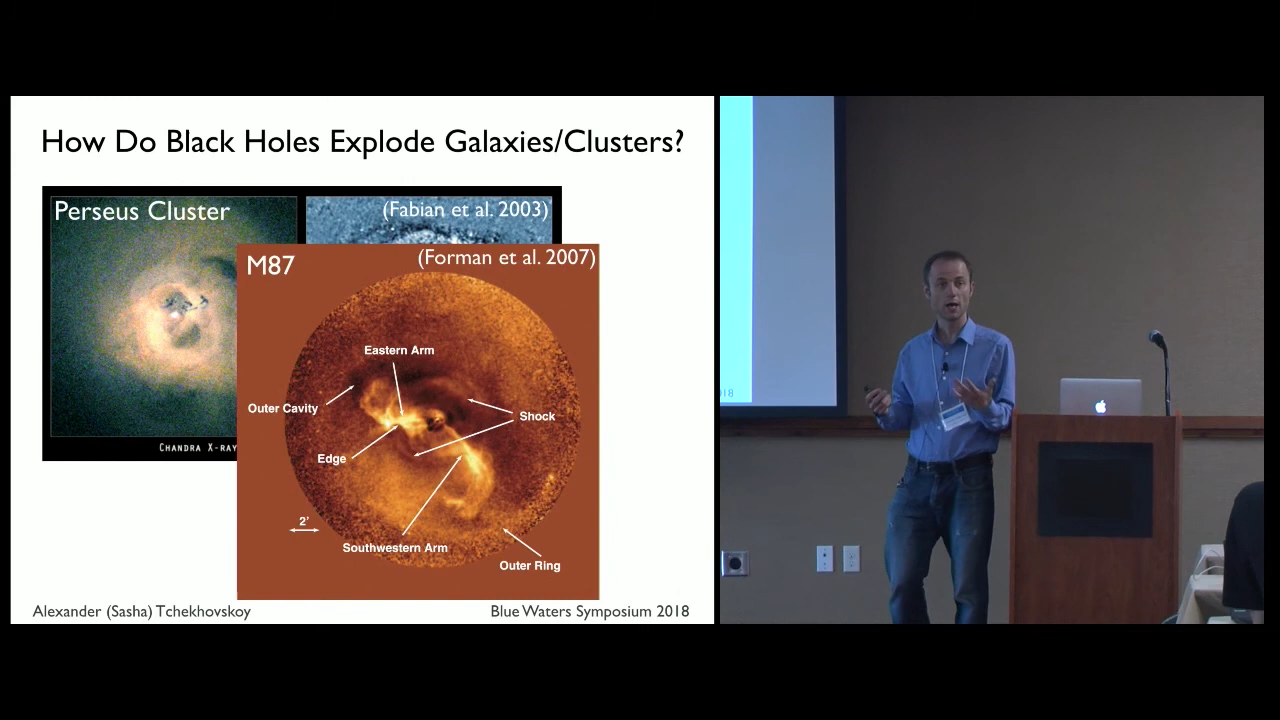 How Do Black Holes Explode Galaxies/Clusters?
Perseus Cluster
(Fabian et al. 2003)
M87
(Forman et al. 2007)
Eastern Arm
Outer Cavity
Shock
Edge
CHANDRA X-RAY
2'
Southwestern Arm
Outer Ring
Alexander (Sasha) Tchekhovskoy
Blue Waters Symposium 2018
18